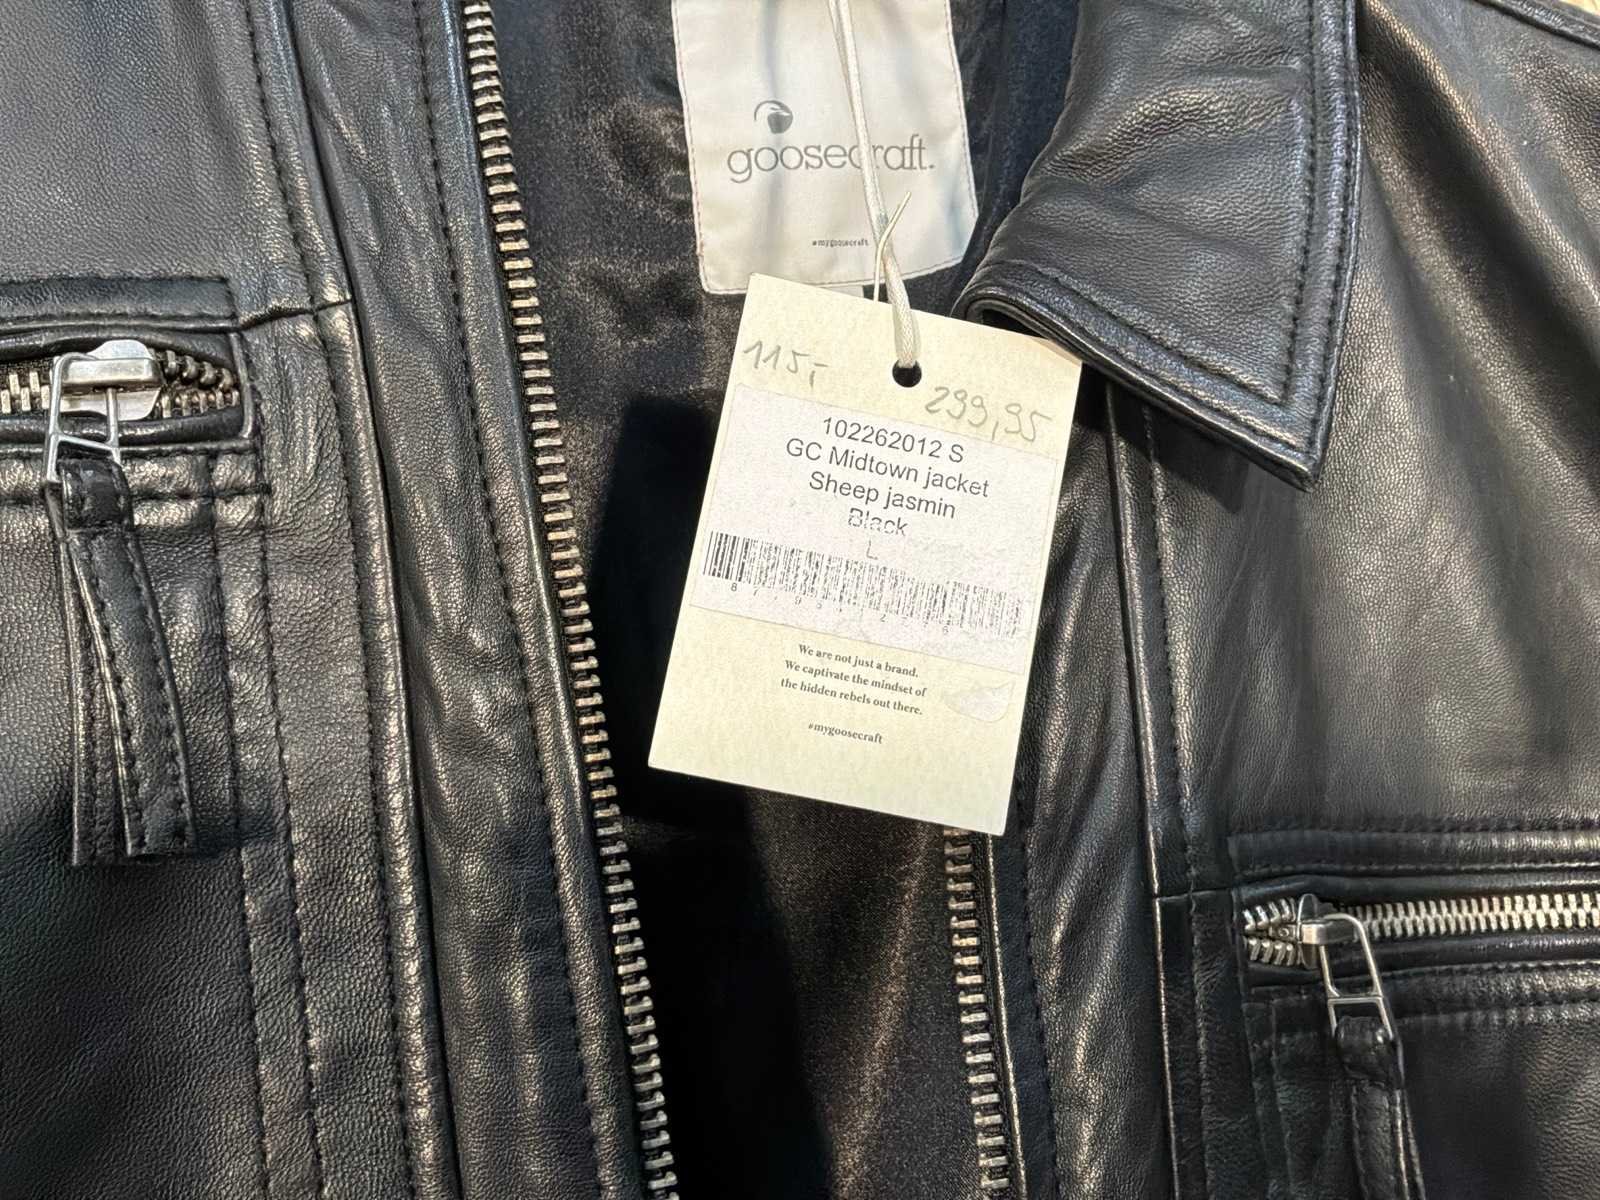 goosecraft.
#mygoosecraft
115,-
299,95
102262012 S
GC Midtown jacket
Sheep jasmin
Black
L
We are not just a brand.
We captivate the mindset of
the hidden rebels out there.
#mygoosecraft